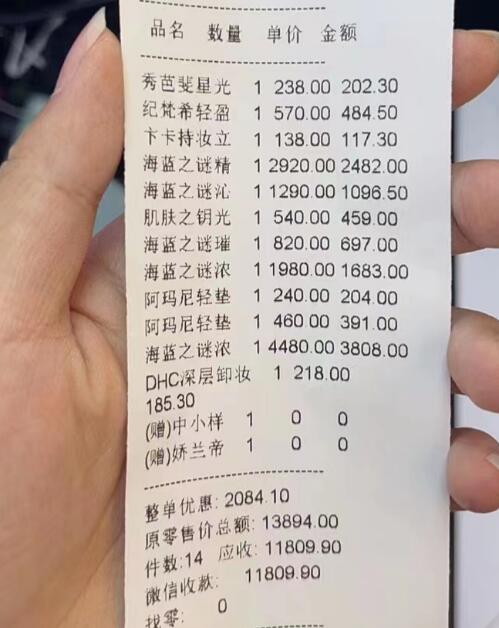 品名 数量 单价 金额
秀芭斐星光 1 238.00 202.30
纪梵希轻盈 1 570.00 484.50
卞卡持妆立 1 138.00 117.30
海蓝之谜精 1 2920.00 2482.00
海蓝之谜沁 1 1290.00 1096.50
肌肤之钥光 1 540.00 459.00
海蓝之谜璀 1 820.00 697.00
海蓝之谜浓 1 1980.00 1683.00
阿玛尼轻垫 1 240.00 204.00
阿玛尼轻垫 1 460.00 391.00
海蓝之谜浓 1 4480.00 3808.00
DHC深层卸妆 1 218.00
185.30
(赠)中小样 1 0 0
(赠)娇兰帝 1 0 0
整单优惠: 2084.10
原零售价总额: 13894.00
件数:14 应收: 11809.90
微信收款: 11809.90
找零: 0